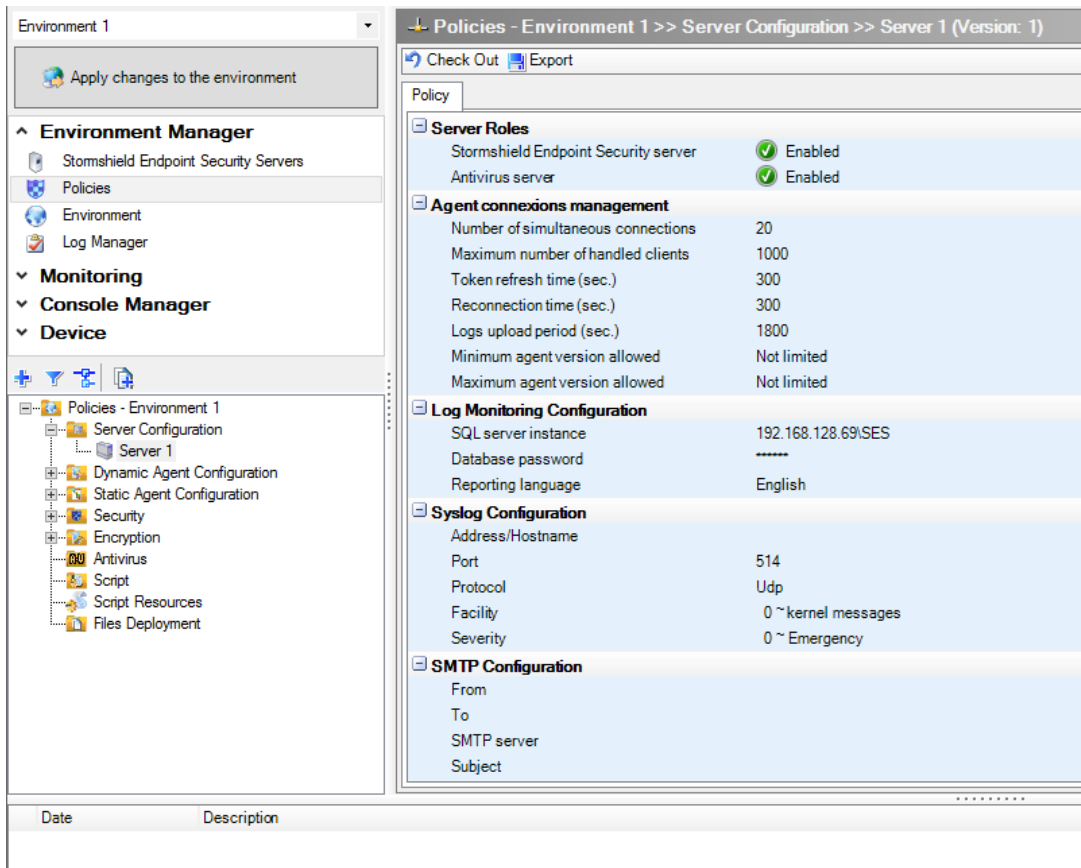 Environment 1
Apply changes to the environment
Environment Manager
Stormshield Endpoint Security Servers
Policies
Environment
Log Manager
Monitoring
Console Manager
Device
Policies - Environment 1
Server Configuration
Server 1
Dynamic Agent Configuration
Static Agent Configuration
Security
Encryption
Antivirus
Script
Script Resources
Files Deployment
Policies - Environment 1 >> Server Configuration >> Server 1 (Version: 1)
Check Out Export
Policy
Server Roles
Stormshield Endpoint Security server Enabled
Antivirus server Enabled
Agent connexions management
Number of simultaneous connections 20
Maximum number of handled clients 1000
Token refresh time (sec.) 300
Reconnection time (sec.) 300
Logs upload period (sec.) 1800
Minimum agent version allowed Not limited
Maximum agent version allowed Not limited
Log Monitoring Configuration
SQL server instance 192.168.128.69\SES
Database password ******
Reporting language English
Syslog Configuration
Address/Hostname
Port 514
Protocol Udp
Facility 0 ~ kernel messages
Severity 0 ~ Emergency
SMTP Configuration
From
To
SMTP server
Subject
Date Description